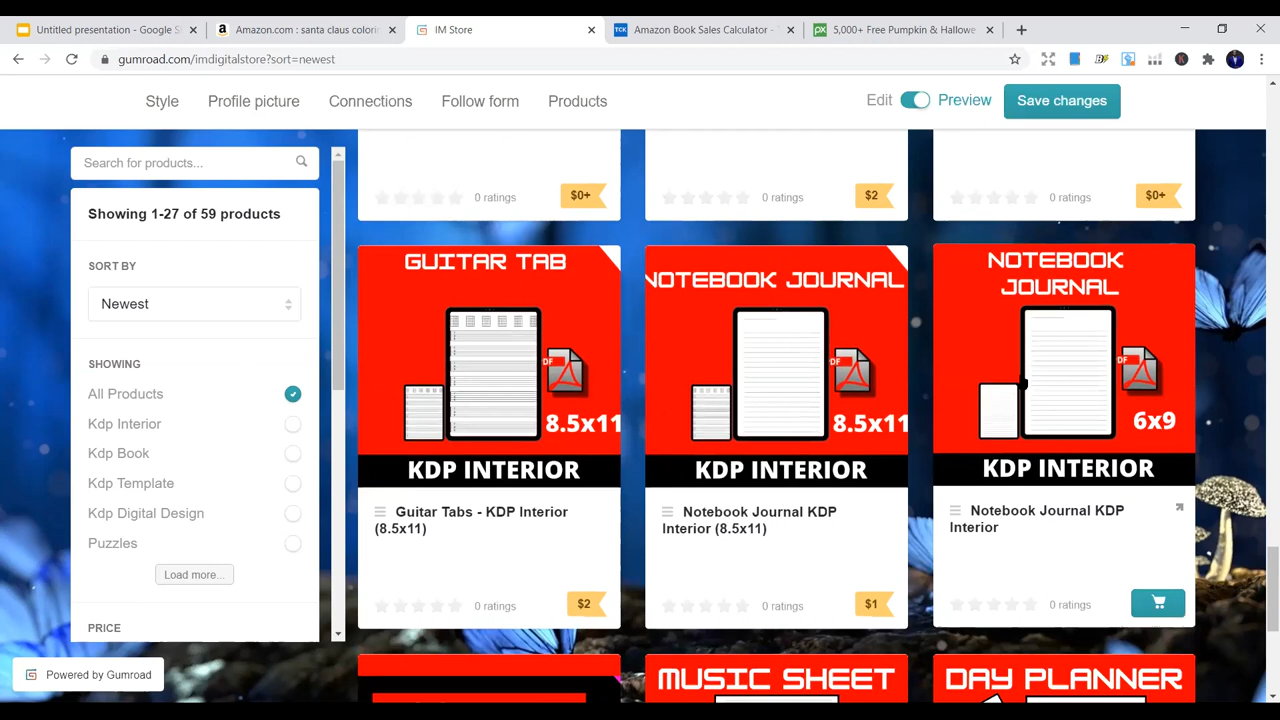 Untitled presentation - Google S
Amazon.com : santa claus colorin
IM Store
Amazon Book Sales Calculator -
5,000+ Free Pumpkin & Hallowe
gumroad.com/imdigitalstore?sort=newest
Style
Profile picture
Connections
Follow form
Products
Edit
Preview
Save changes
Search for products...
Showing 1-27 of 59 products
SORT BY
Newest
SHOWING
All Products
Kdp Interior
Kdp Book
Kdp Template
Kdp Digital Design
Puzzles
Load more...
PRICE
Powered by Gumroad
0 ratings
$0+
0 ratings
$2
0 ratings
$0+
GUITAR TAB
PDF
8.5x11
KDP INTERIOR
Guitar Tabs - KDP Interior
(8.5x11)
0 ratings
$2
NOTEBOOK JOURNAL
PDF
8.5x11
KDP INTERIOR
Notebook Journal KDP
Interior (8.5x11)
0 ratings
$1
NOTEBOOK
JOURNAL
PDF
6x9
KDP INTERIOR
Notebook Journal KDP
Interior
0 ratings
MUSIC SHEET
DAY PLANNER